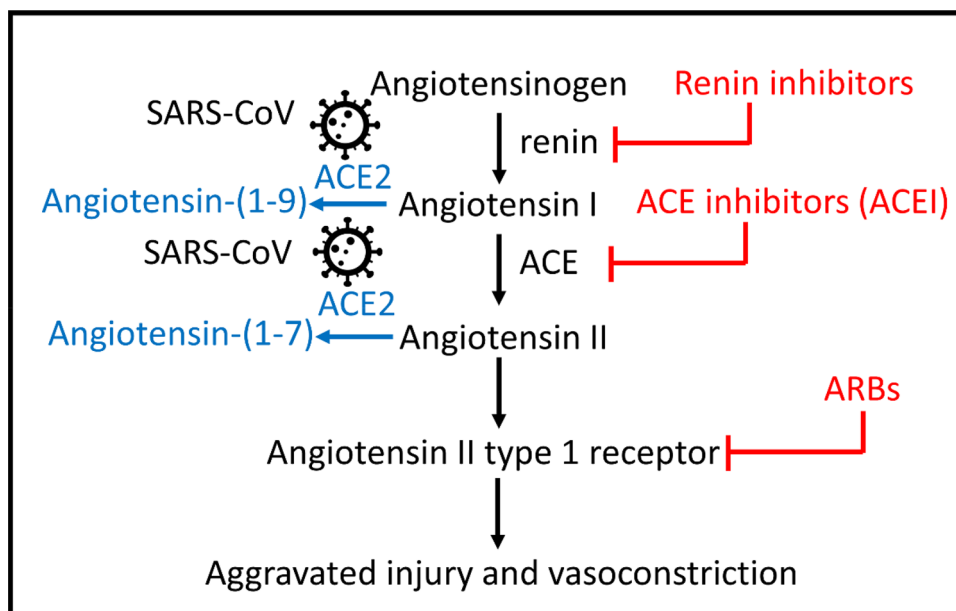 Angiotensinogen
Renin inhibitors
SARS-CoV
renin
ACE2
Angiotensin-(1-9)
Angiotensin I
ACE inhibitors (ACEI)
SARS-CoV
ACE
ACE2
Angiotensin-(1-7)
Angiotensin II
ARBs
Angiotensin II type 1 receptor
Aggravated injury and vasoconstriction